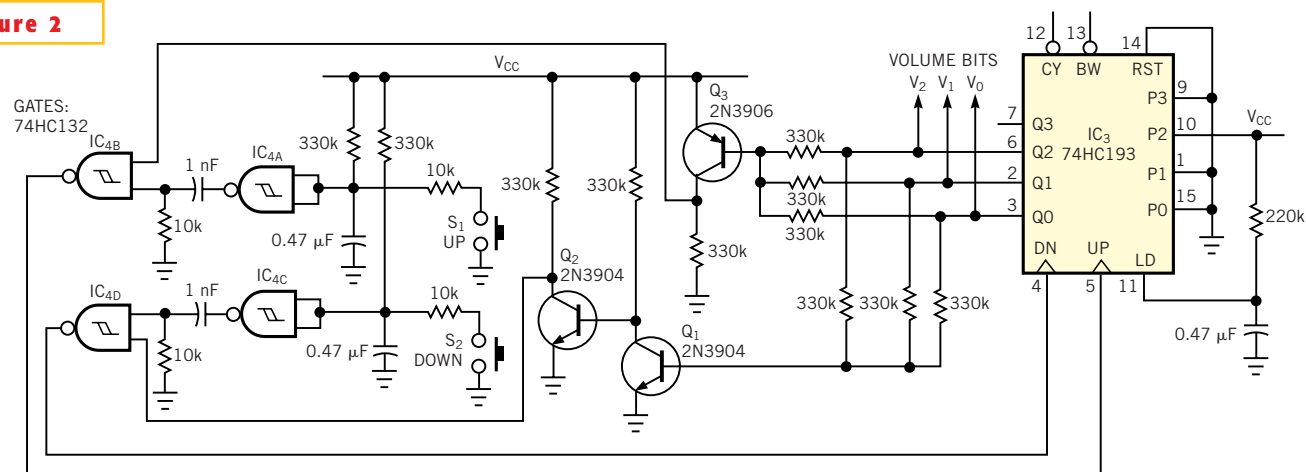 ure 2
GATES:
74HC132
IC4B
1 nF
IC4A
10k
0.47 µF
330k
330k
10k
S1
UP
IC4D
1 nF
IC4C
10k
0.47 µF
10k
S2
DOWN
VCC
330k
330k
Q2
2N3904
Q1
2N3904
Q3
2N3906
330k
330k
330k
330k
VOLUME BITS
V2 V1 V0
330k
330k
330k
12
13
14
CY
BW
RST
7
Q3
6
Q2
2
Q1
3
Q0
IC3
74HC193
P3
9
P2
10
P1
1
P0
15
DN
UP
LD
4
5
11
VCC
220k
0.47 µF